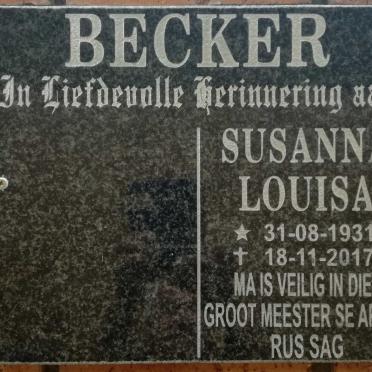 BECKER
In Liefdevolle Herinnering aa
SUSANNA
LOUISA
★ 31-08-1931
✝ 18-11-2017
MA IS VEILIG IN DIE
GROOT MEESTER SE AR
RUS SAG